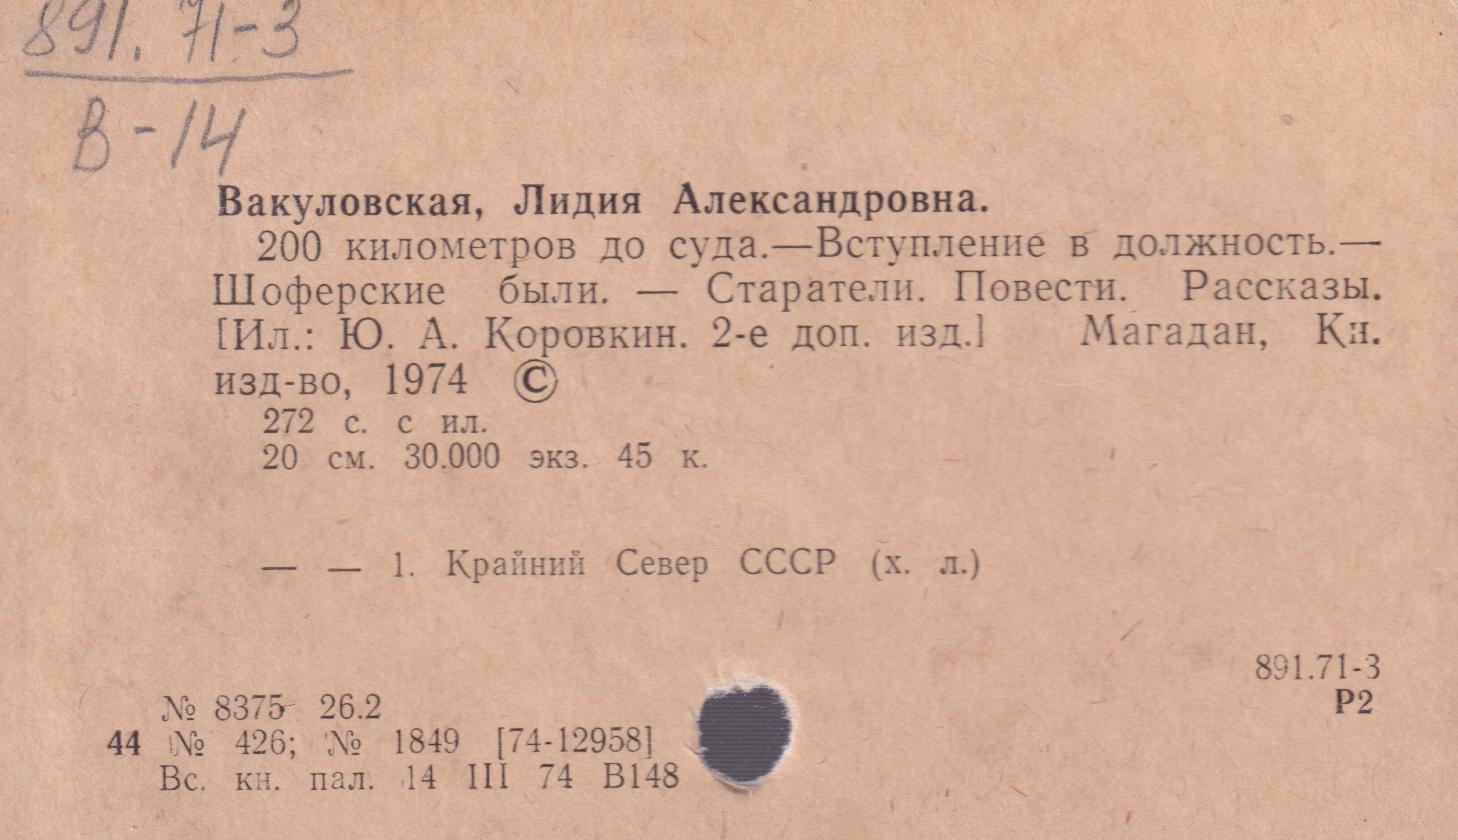 891.71-3
В-14
Вакуловская, Лидия Александровна.
200 километров до суда.—Вступление в должность.—
Шоферские были. — Старатели. Повести. Рассказы.
[Ил.: Ю. А. Коровкин. 2-е доп. изд.] Магадан, Кн.
изд-во, 1974 ©
272 с. с ил.
20 см. 30.000 экз. 45 к.
— — 1. Крайний Север СССР (х. л.)
891.71-3
Р2
№ 8375 26.2
44 № 426; № 1849 [74-12958]
Вс. кн. пал. 14 III 74 В148